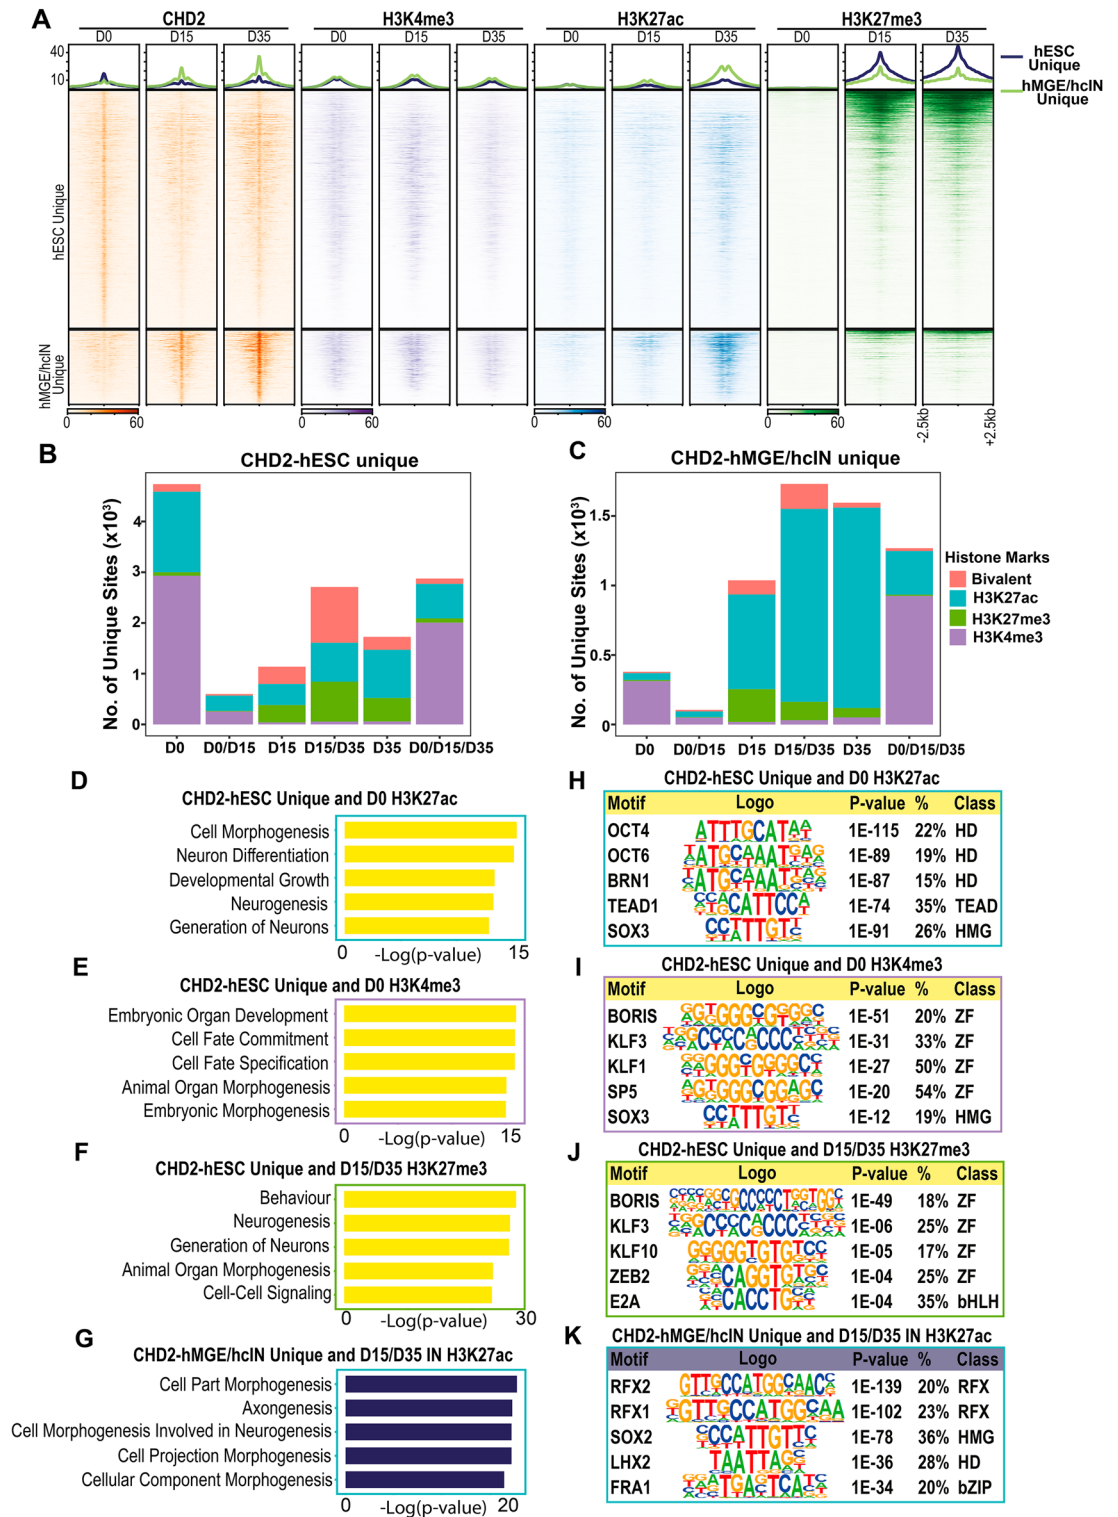 A
CHD2 H3K4me3 H3K27ac H3K27me3
D0 D15 D35 D0 D15 D35 D0 D15 D35 D0 D15 D35
40
10
hESC Unique
hMGE/hcIN Unique
hESC Unique
hMGE/hcIN Unique
0 60 0 60 0 60 0 60 -2.5kb +2.5kb
B
CHD2-hESC unique
No. of Unique Sites (x10³)
4
3
2
1
0
D0 D0/D15 D15 D15/D35 D35 D0/D15/D35
C
CHD2-hMGE/hcIN unique
No. of Unique Sites (x10³)
1.5
1
0.5
0
D0 D0/D15 D15 D15/D35 D35 D0/D15/D35
Histone Marks
Bivalent
H3K27ac
H3K27me3
H3K4me3
D
CHD2-hESC Unique and D0 H3K27ac
Cell Morphogenesis
Neuron Differentiation
Developmental Growth
Neurogenesis
Generation of Neurons
0 -Log(p-value) 15
E
CHD2-hESC Unique and D0 H3K4me3
Embryonic Organ Development
Cell Fate Commitment
Cell Fate Specification
Animal Organ Morphogenesis
Embryonic Morphogenesis
0 -Log(p-value) 15
F
CHD2-hESC Unique and D15/D35 H3K27me3
Behaviour
Neurogenesis
Generation of Neurons
Animal Organ Morphogenesis
Cell-Cell Signaling
0 -Log(p-value) 30
G
CHD2-hMGE/hcIN Unique and D15/D35 IN H3K27ac
Cell Part Morphogenesis
Axongenesis
Cell Morphogenesis Involved in Neurogenesis
Cell Projection Morphogenesis
Cellular Component Morphogenesis
0 -Log(p-value) 20
H
CHD2-hESC Unique and D0 H3K27ac
Motif Logo P-value % Class
OCT4 ATTTGCAT 1E-115 22% HD
OCT6 1E-89 19% HD
BRN1 1E-87 15% HD
TEAD1 CATTCC 1E-74 35% TEAD
SOX3 1E-91 26% HMG
I
CHD2-hESC Unique and D0 H3K4me3
Motif Logo P-value % Class
BORIS 1E-51 20% ZF
KLF3 1E-31 33% ZF
KLF1 1E-27 50% ZF
SP5 1E-20 54% ZF
SOX3 1E-12 19% HMG
J
CHD2-hESC Unique and D15/D35 H3K27me3
Motif Logo P-value % Class
BORIS 1E-49 18% ZF
KLF3 1E-06 25% ZF
KLF10 1E-05 17% ZF
ZEB2 CAGGTG 1E-04 25% ZF
E2A CACCTG 1E-04 35% bHLH
K
CHD2-hMGE/hcIN Unique and D15/D35 IN H3K27ac
Motif Logo P-value % Class
RFX2 1E-139 20% RFX
RFX1 1E-102 23% RFX
SOX2 1E-78 36% HMG
LHX2 TAATTA 1E-36 28% HD
FRA1 1E-34 20% bZIP